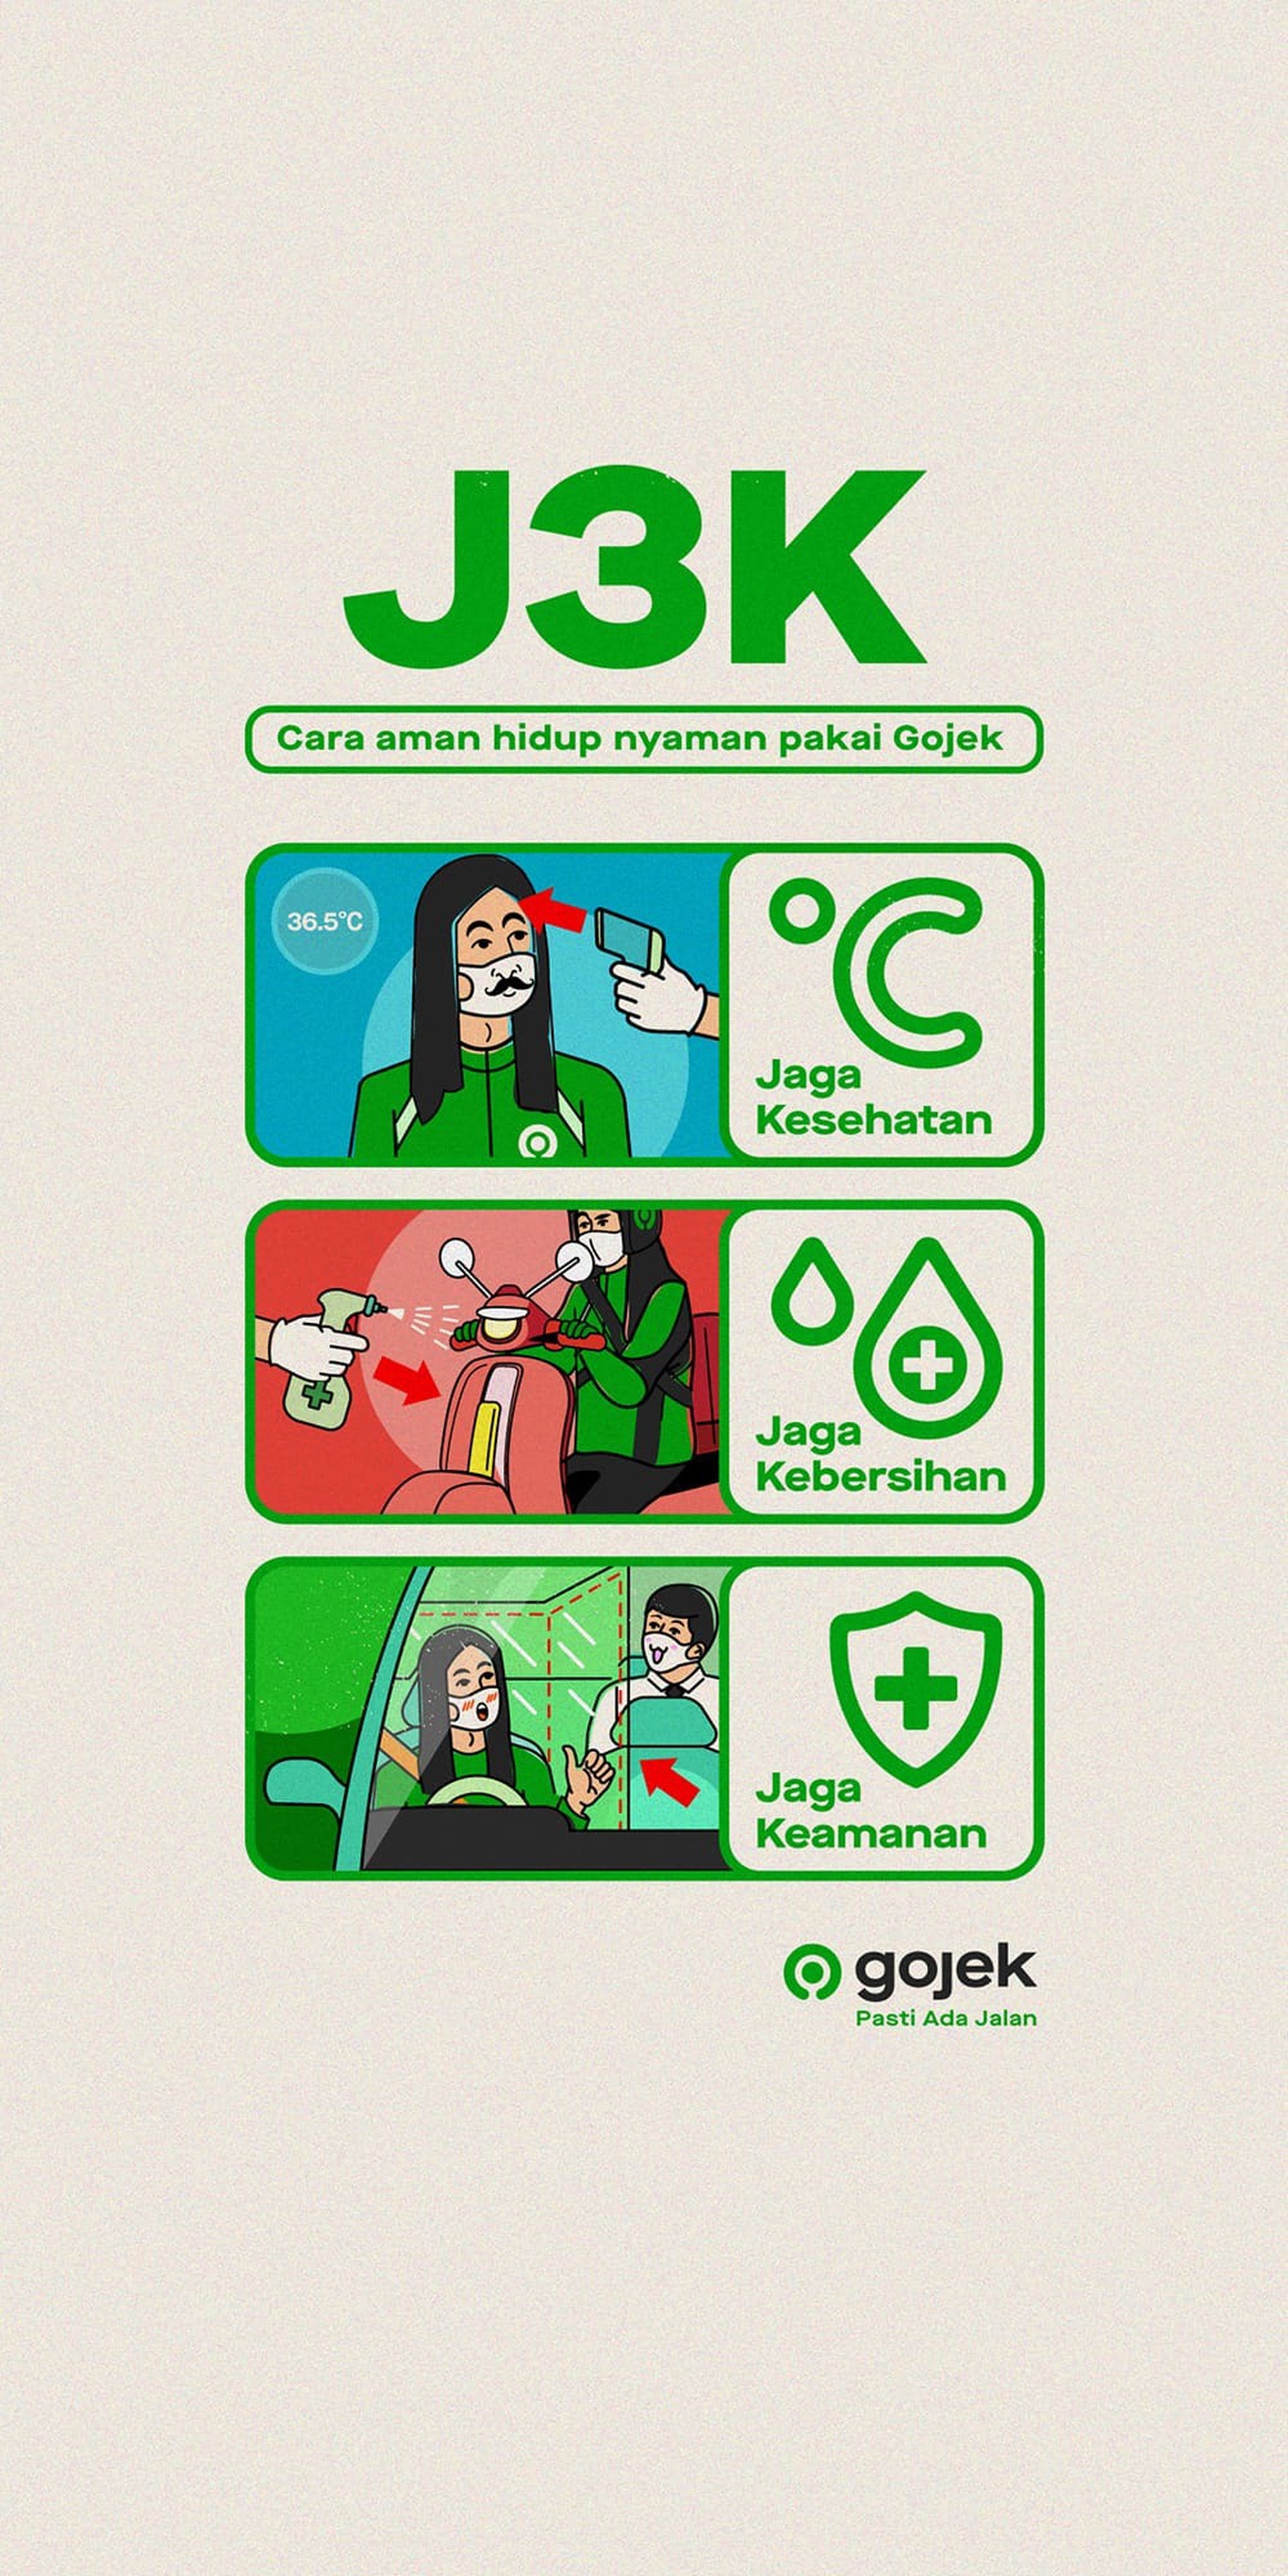 J3K
Cara aman hidup nyaman pakai Gojek
36.5°C
°C
Jaga
Kesehatan
Jaga
Kebersihan
Jaga
Keamanan
gojek
Pasti Ada Jalan